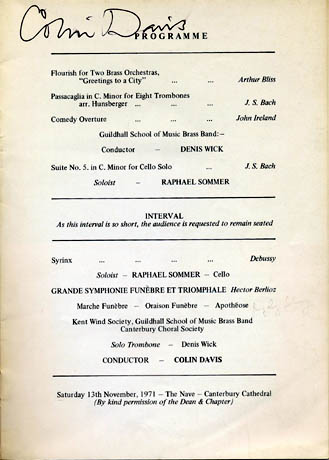 Colin Davis
PROGRAMME
Flourish for Two Brass Orchestras,
"Greetings to a City" ... ... Arthur Bliss
Passacaglia in C. Minor for Eight Trombones
arr. Hunsberger ... ... ... J. S. Bach
Comedy Overture ... ... ... John Ireland
Guildhall School of Music Brass Band:–
Conductor – DENIS WICK
Suite No. 5. in C. Minor for Cello Solo ... J. S. Bach
Soloist – RAPHAEL SOMMER
INTERVAL
As this interval is so short, the audience is requested to remain seated
Syrinx ... ... ... ... Debussy
Soloist – RAPHAEL SOMMER – Cello
GRANDE SYMPHONIE FUNÈBRE ET TRIOMPHALE Hector Berlioz
Marche Funèbre – Oraison Funèbre – Apothéose
Kent Wind Society, Guildhall School of Music Brass Band
Canterbury Choral Society
Solo Trombone – Denis Wick
CONDUCTOR – COLIN DAVIS
Saturday 13th November, 1971 – The Nave – Canterbury Cathedral
(By kind permission of the Dean & Chapter)